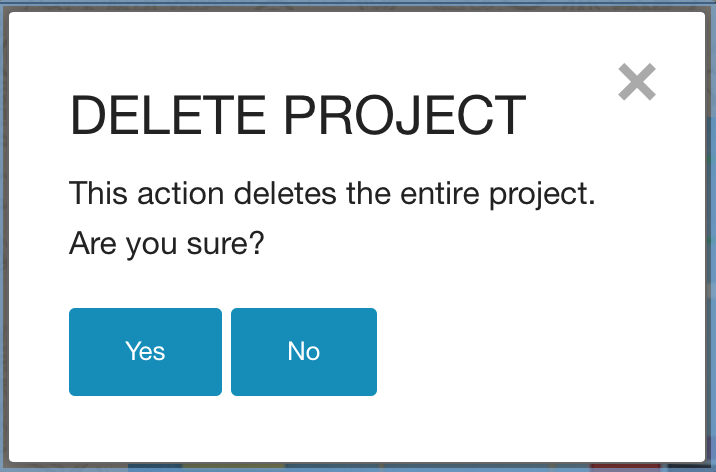 DELETE PROJECT
This action deletes the entire project.
Are you sure?
Yes No